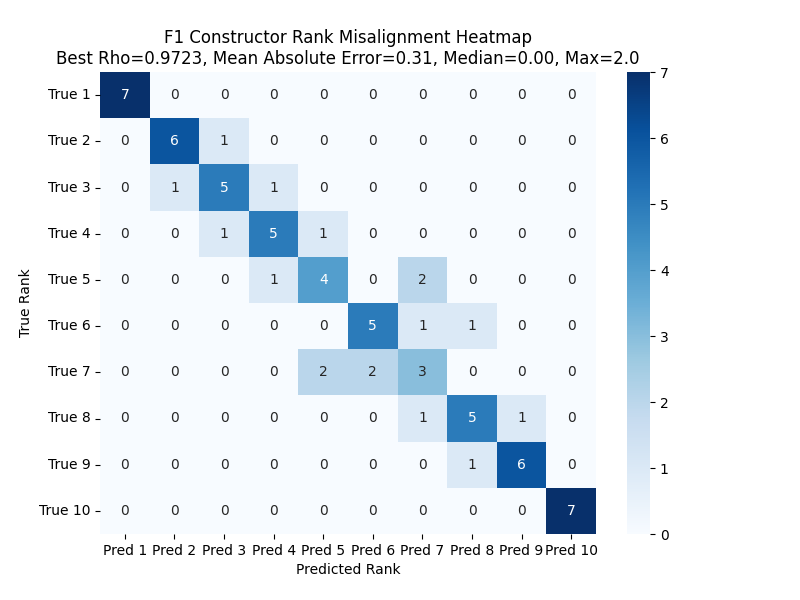 F1 Constructor Rank Misalignment Heatmap
Best Rho=0.9723, Mean Absolute Error=0.31, Median=0.00, Max=2.0
True 1 7 0 0 0 0 0 0 0 0 0
True 2 0 6 1 0 0 0 0 0 0 0
True 3 0 1 5 1 0 0 0 0 0 0
True 4 0 0 1 5 1 0 0 0 0 0
True 5 0 0 0 1 4 0 2 0 0 0
True 6 0 0 0 0 0 5 1 1 0 0
True 7 0 0 0 0 2 2 3 0 0 0
True 8 0 0 0 0 0 0 1 5 1 0
True 9 0 0 0 0 0 0 0 1 6 0
True 10 0 0 0 0 0 0 0 0 0 7
Pred 1 Pred 2 Pred 3 Pred 4 Pred 5 Pred 6 Pred 7 Pred 8 Pred 9 Pred 10
Predicted Rank
True Rank
7
6
5
4
3
2
1
0